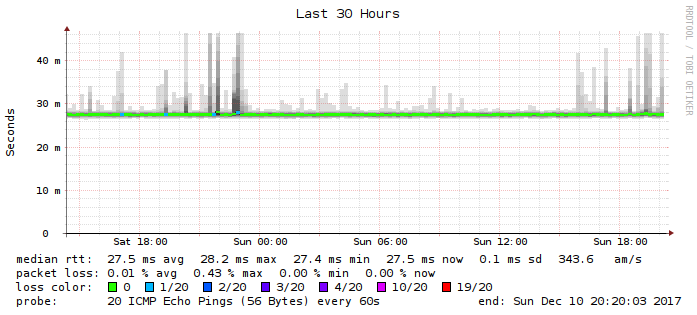 Last 30 Hours
RRDTOOL / TOBI OETIKER
Seconds
40 m
30 m
20 m
10 m
0
Sat 18:00 Sun 00:00 Sun 06:00 Sun 12:00 Sun 18:00
median rtt: 27.5 ms avg 28.2 ms max 27.4 ms min 27.5 ms now 0.1 ms sd 343.6 am/s
packet loss: 0.01 % avg 0.43 % max 0.00 % min 0.00 % now
loss color: 0 1/20 2/20 3/20 4/20 10/20 19/20
probe: 20 ICMP Echo Pings (56 Bytes) every 60s end: Sun Dec 10 20:20:03 2017